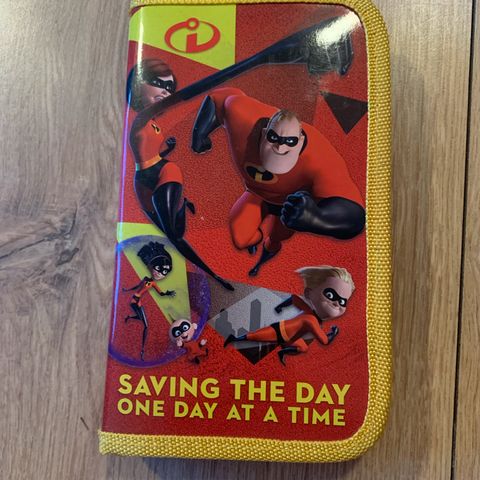 i
SAVING THE DAY
ONE DAY AT A TIME